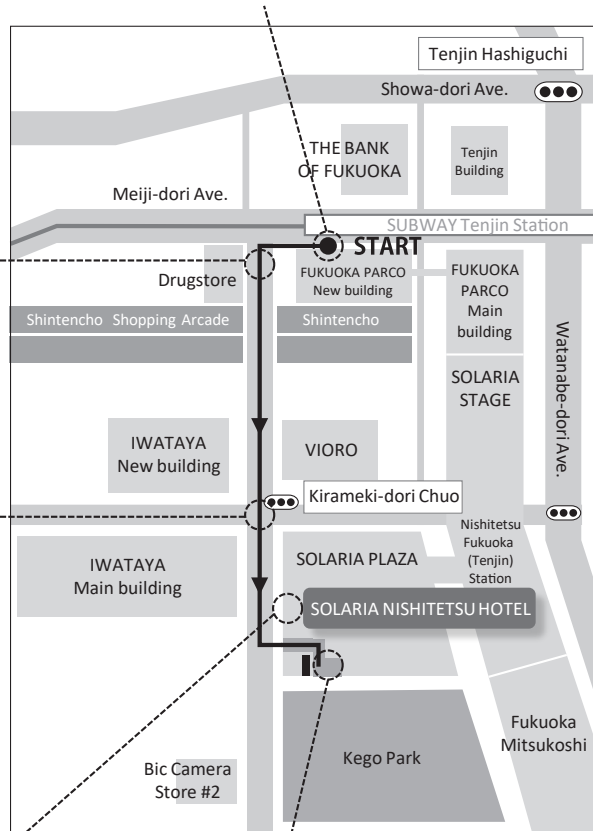 Tenjin Hashiguchi
Showa-dori Ave.
THE BANK
OF FUKUOKA
Tenjin
Building
Meiji-dori Ave.
SUBWAY Tenjin Station
START
Drugstore
FUKUOKA PARCO
New building
FUKUOKA
PARCO
Main
building
Shintencho Shopping Arcade
Shintencho
Watanabe-dori Ave.
SOLARIA
STAGE
IWATAYA
New building
VIORO
Kirameki-dori Chuo
Nishitetsu
Fukuoka
(Tenjin)
Station
IWATAYA
Main building
SOLARIA PLAZA
SOLARIA NISHITETSU HOTEL
Fukuoka
Mitsukoshi
Kego Park
Bic Camera
Store #2